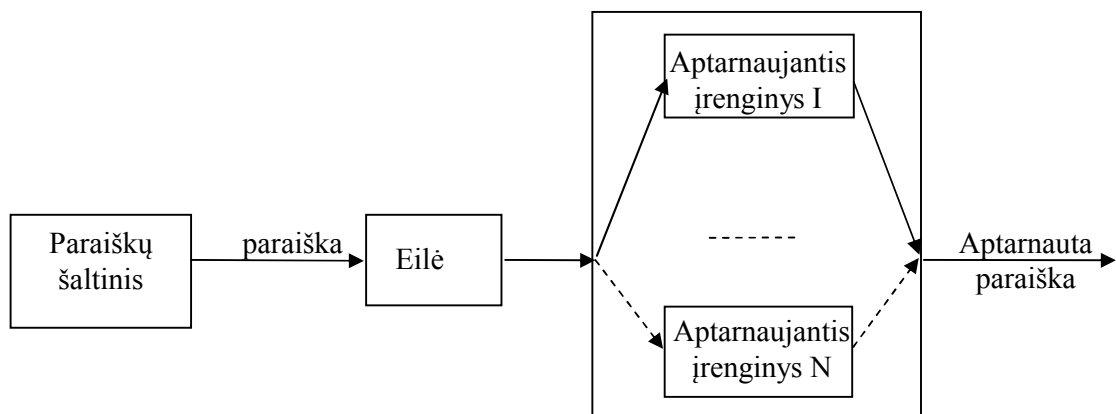 Paraiškų
šaltinis
paraiška
Eilė
Aptarnaujantis
įrenginys I
Aptarnaujantis
įrenginys N
Aptarnauta
paraiška